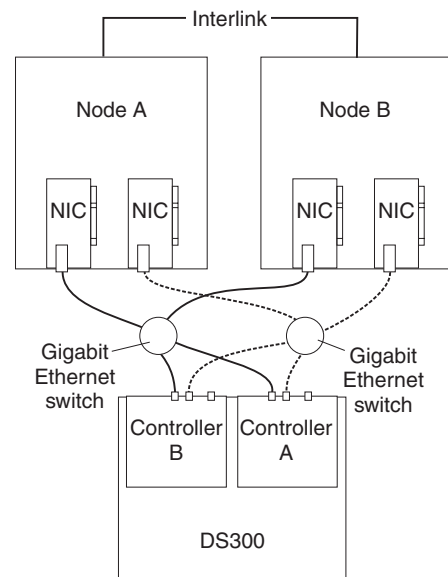 Interlink
Node A
Node B
NIC
NIC
NIC
NIC
Gigabit
Ethernet
switch
Gigabit
Ethernet
switch
Controller
B
Controller
A
DS300